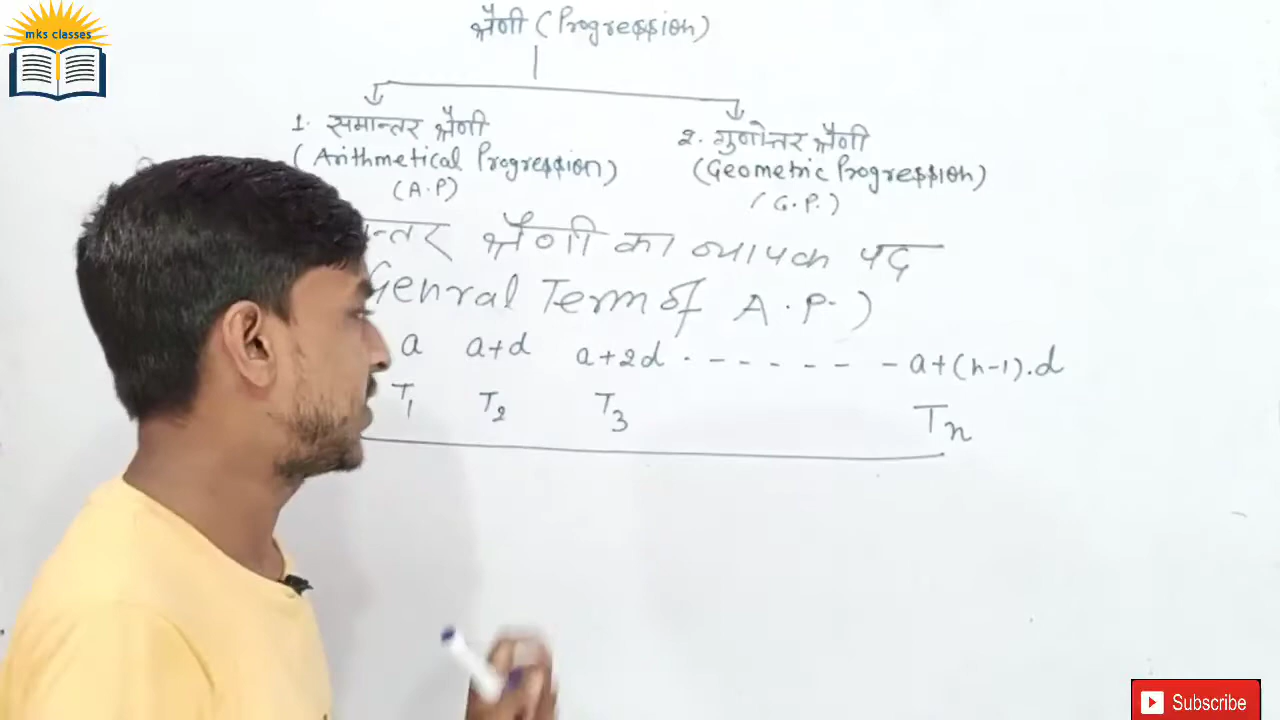 mks classes
श्रैणी (Progression)
1. समान्तर श्रैणी
(Arithmetical Progression)
(A.P)
2. गुणोत्तर श्रैणी
(Geometric Progression)
(G.P.)
न्तर श्रैणी का व्यापक पद
Genral Term of A.P.)
a a+d a+2d . - - - - - - a+(n-1).d
T1 T2 T3 Tn
Subscribe